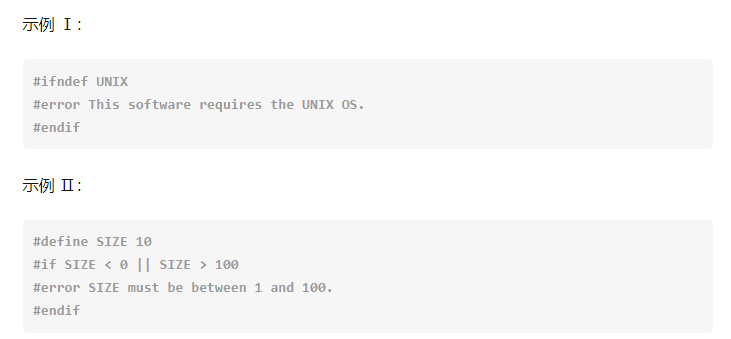 示例 Ⅰ：
#ifndef UNIX
#error This software requires the UNIX OS.
#endif
示例 Ⅱ：
#define SIZE 10
#if SIZE < 0 || SIZE > 100
#error SIZE must be between 1 and 100.
#endif